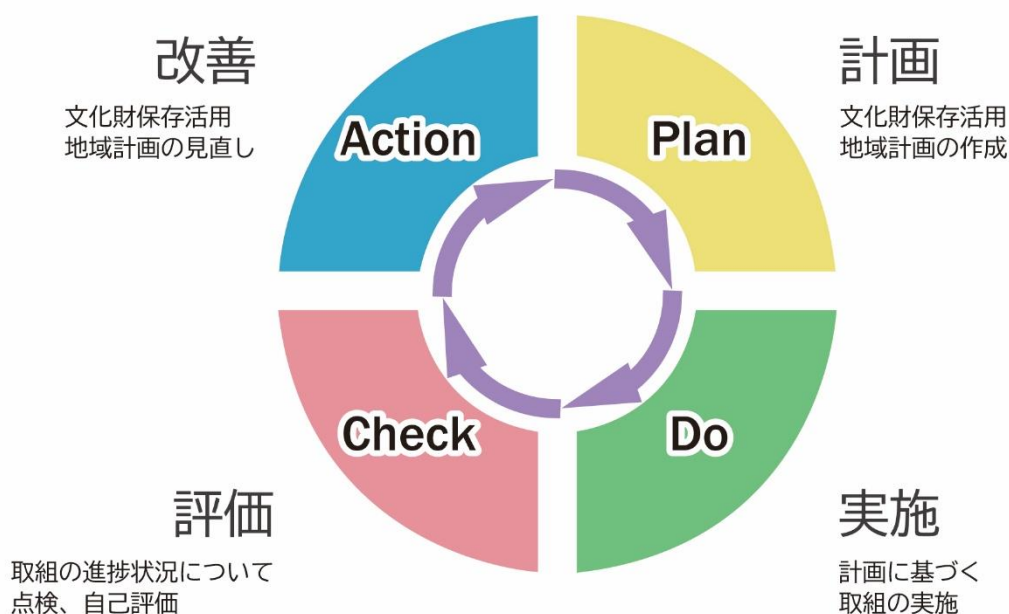 改善
文化財保存活用
地域計画の見直し
Action
Plan
計画
文化財保存活用
地域計画の作成
Check
Do
評価
取組の進捗状況について
点検、自己評価
実施
計画に基づく
取組の実施